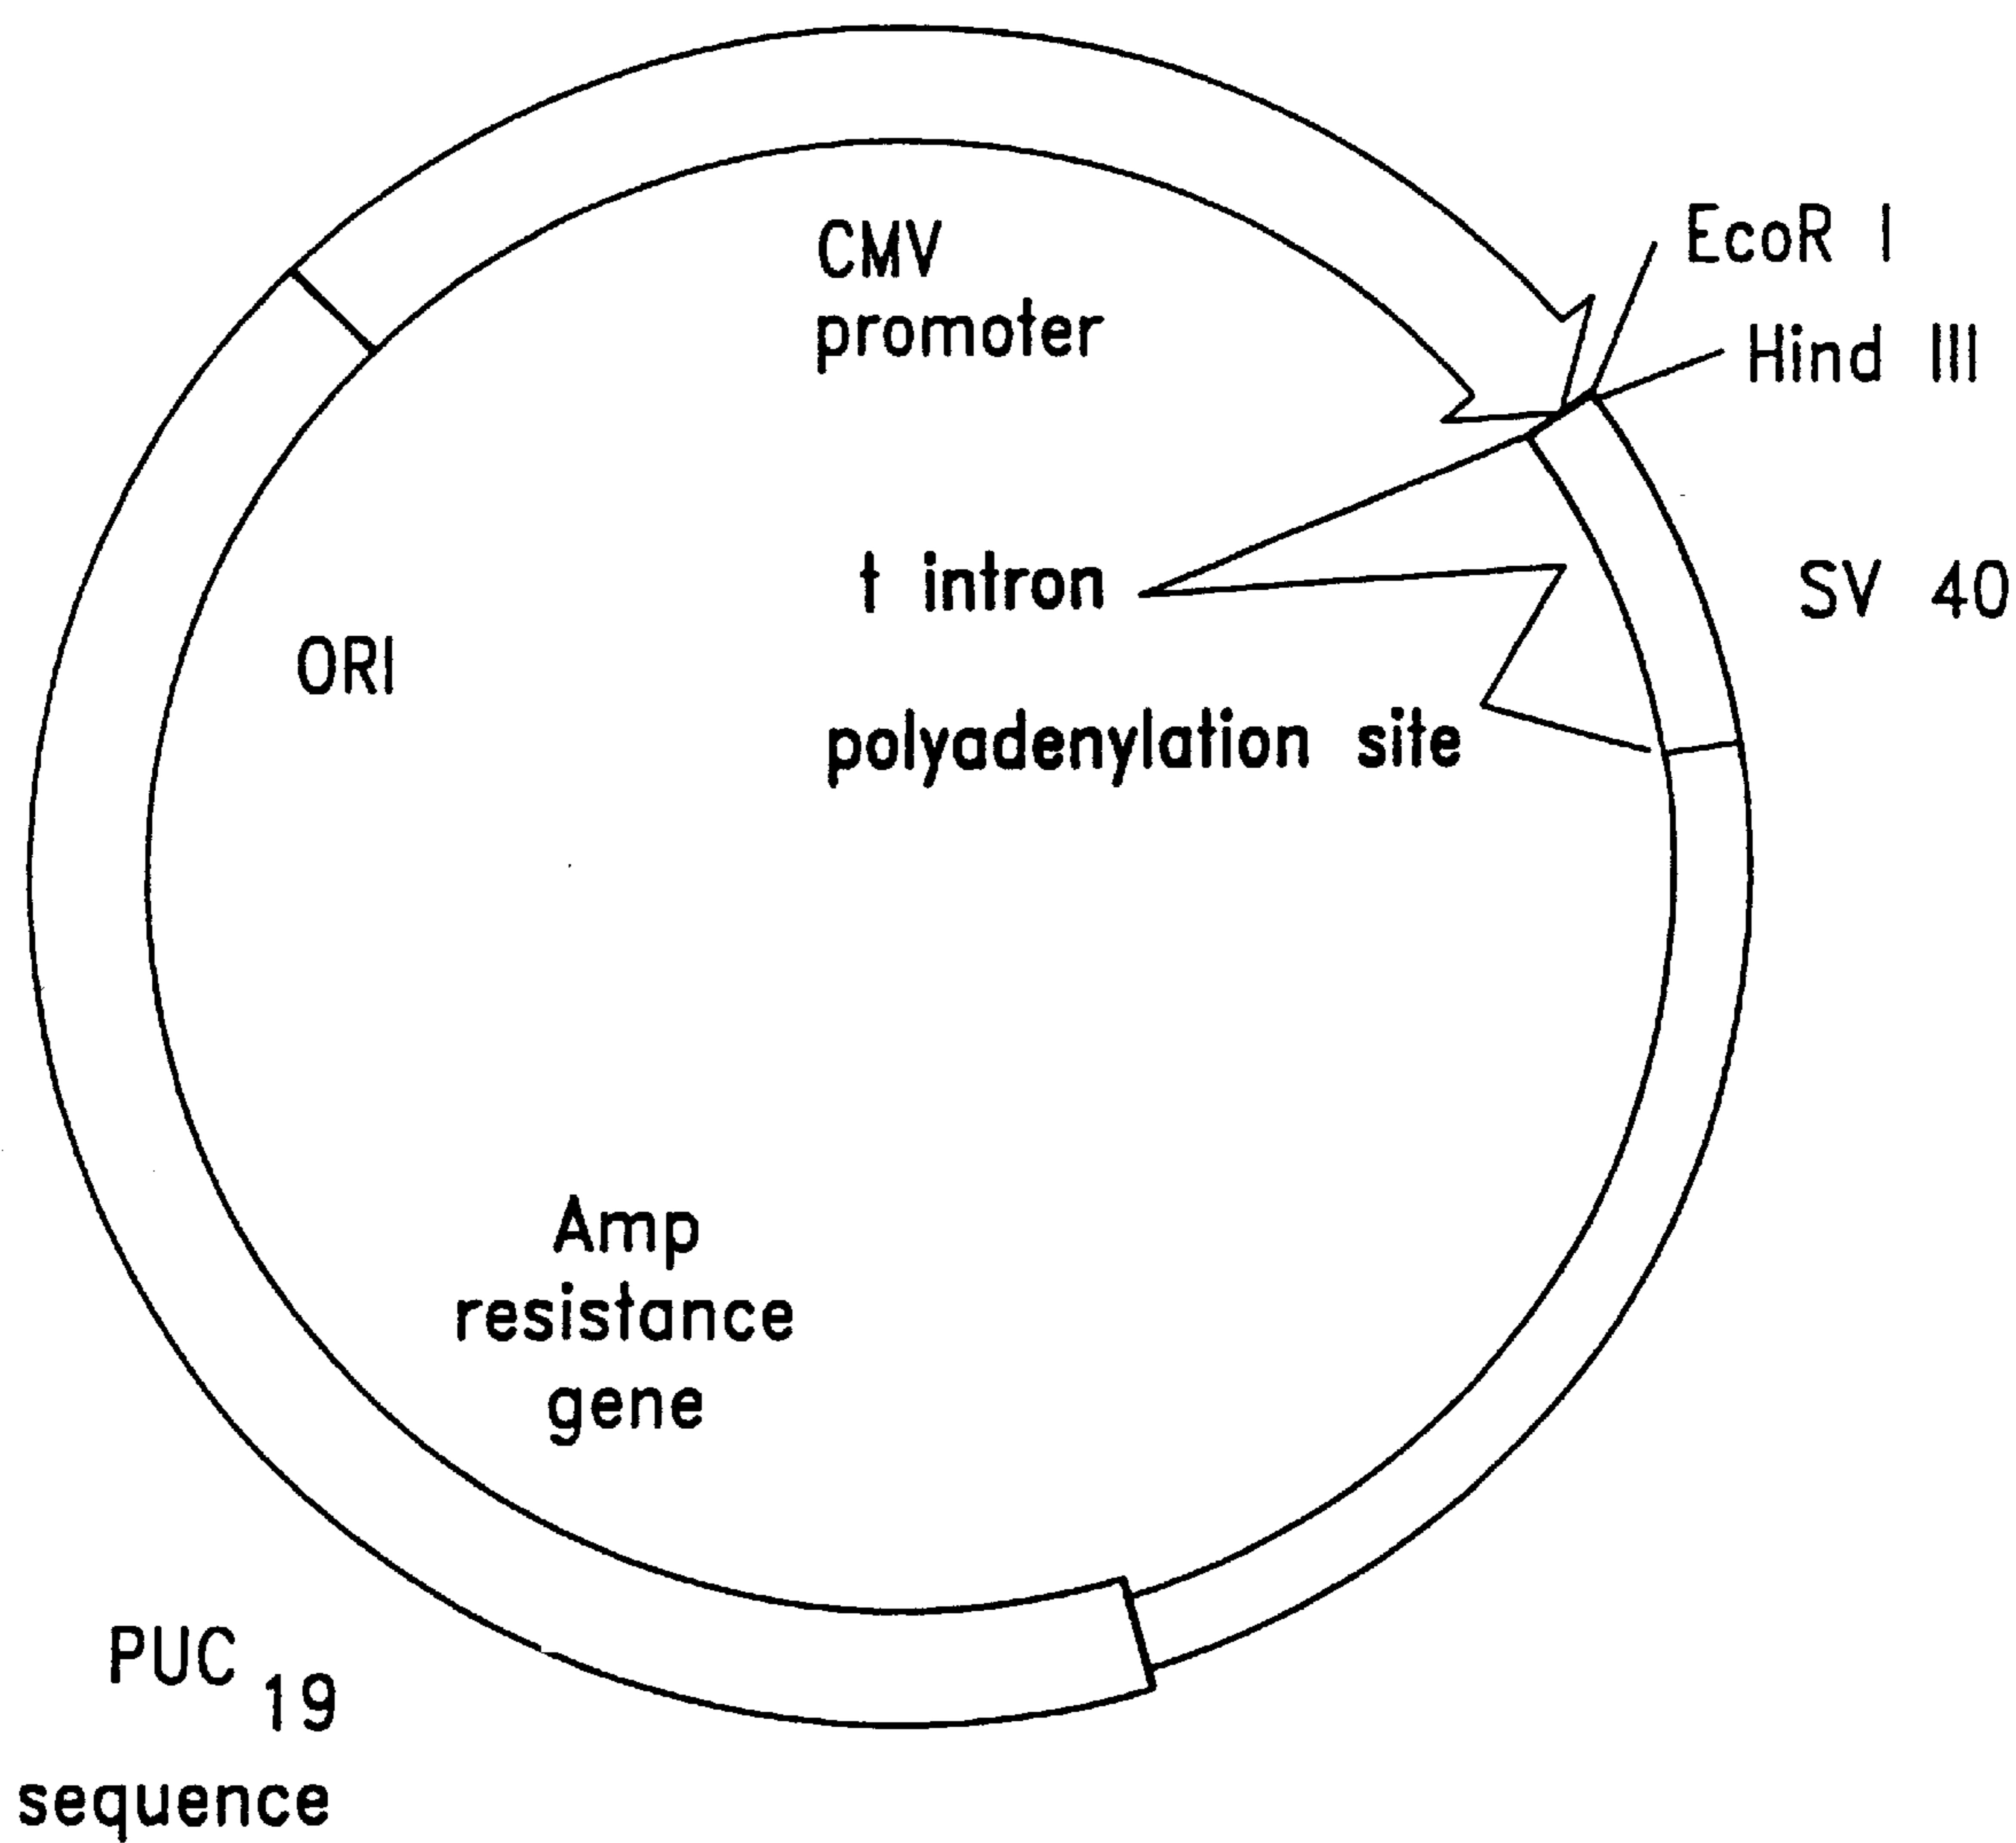 CMV
promoter
EcoR I
Hind III
t intron
SV 40
ORI
polyadenylation site
Amp
resistance
gene
PUC 19
sequence